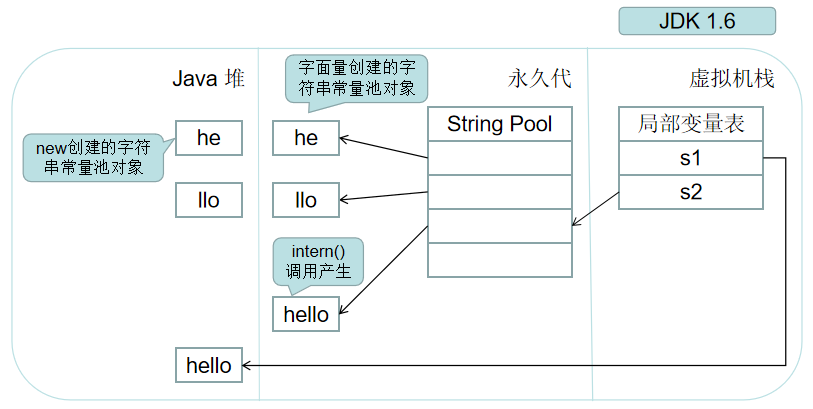 JDK 1.6
Java 堆
字面量创建的字
符串常量池对象
永久代
虚拟机栈
new创建的字符
串常量池对象
he
he
String Pool
局部变量表
s1
llo
llo
s2
intern()
调用产生
hello
hello